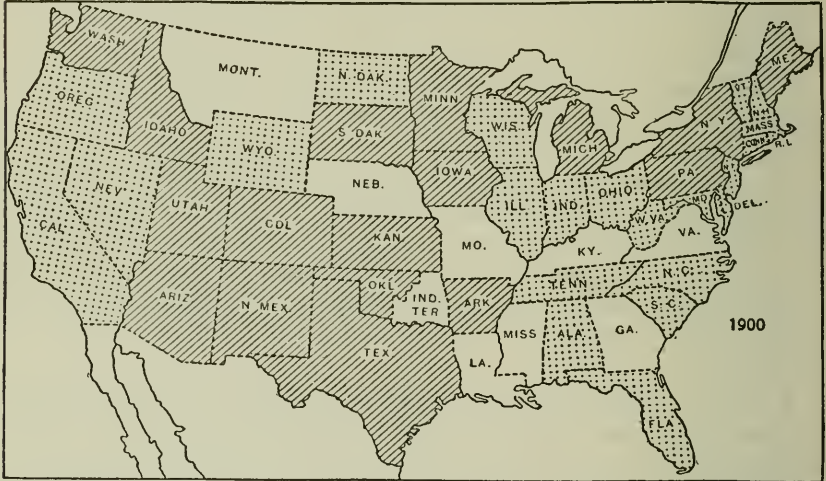 WASH.
MONT.
N. DAK.
MINN.
ME.
OREG.
IDAHO
S. DAK.
WIS.
MICH.
N. Y.
VT.
N. H.
MASS.
CONN.
R. I.
WYO.
IOWA
PA.
N. J.
NEV.
NEB.
ILL.
IND.
OHIO
MD.
DEL.
UTAH
COL.
W. VA.
VA.
CAL.
KAN.
MO.
KY.
N. C.
TENN.
ARIZ.
N. MEX.
OKL.
IND.
TER.
ARK.
S. C.
1900
MISS
ALA.
GA.
TEX.
LA.
FLA.